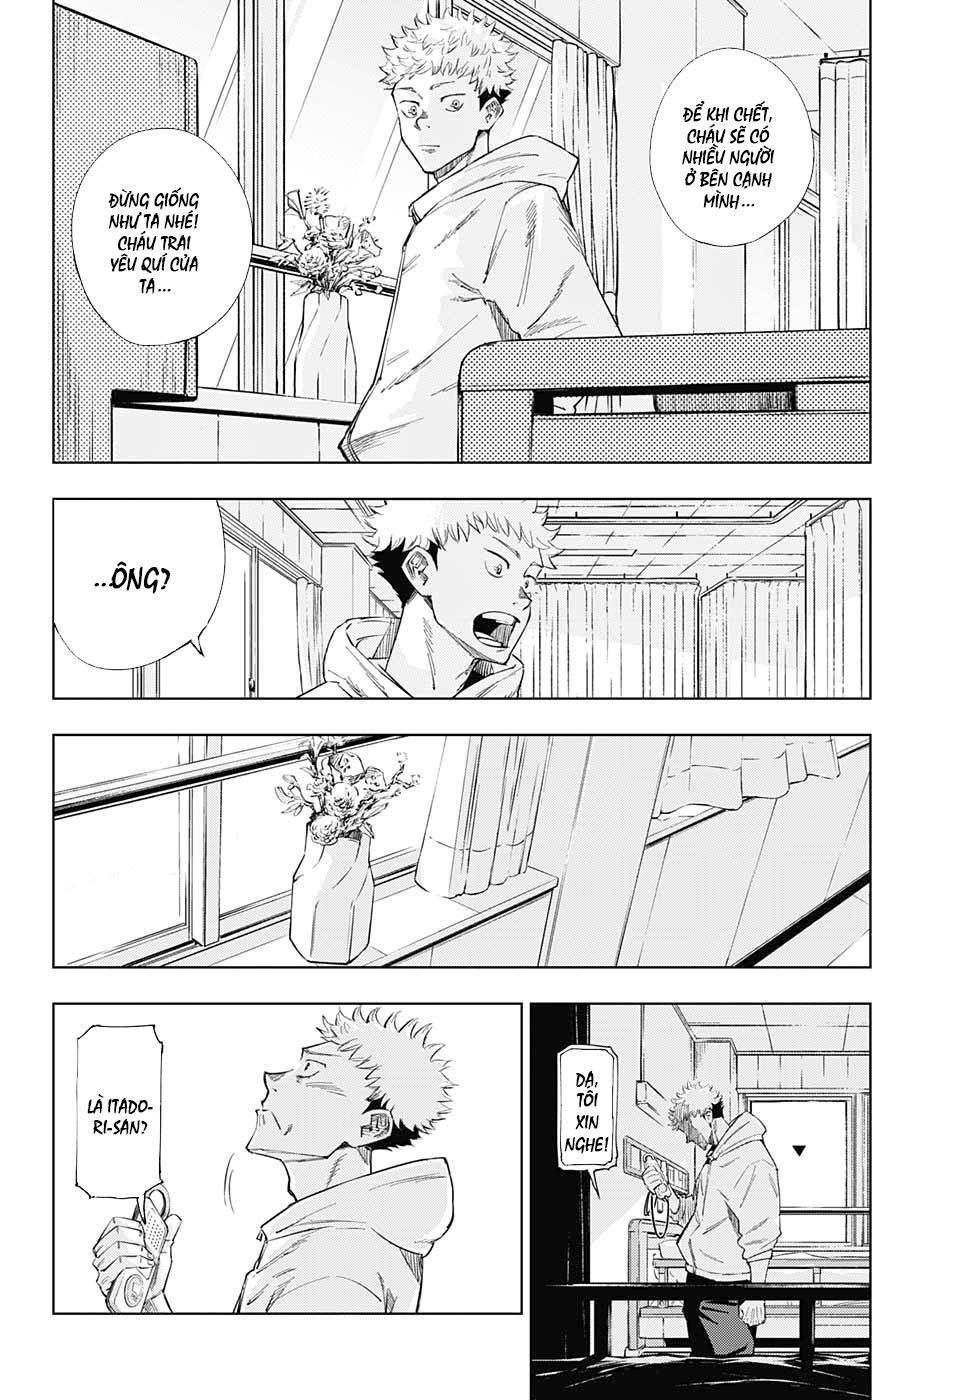 ĐỂ KHI CHẾT,
CHÁU SẼ CÓ
NHIỀU NGƯỜI
Ở BÊN CẠNH
MÌNH...
ĐỪNG GIỐNG
NHƯ TA NHÉ!
CHÁU TRAI
YÊU QUÍ CỦA
TA...
...ÔNG?
DẠ,
TÔI
XIN
NGHE!
LÀ ITADO-
RI-SAN?